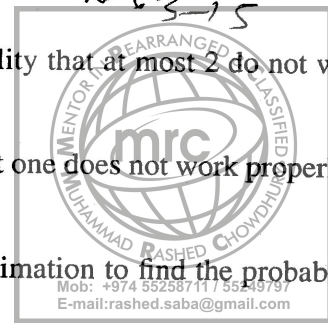 3-15
lity that at most 2 do not w
REARRANGED
MENTOR IN
CLASSIFIED
mrc
t one does not work proper
MUHAMMAD RASHED CHOWDHURY
imation to find the probab
Mob: +974 55258711 / 55249797
E-mail:rashed.saba@gmail.com